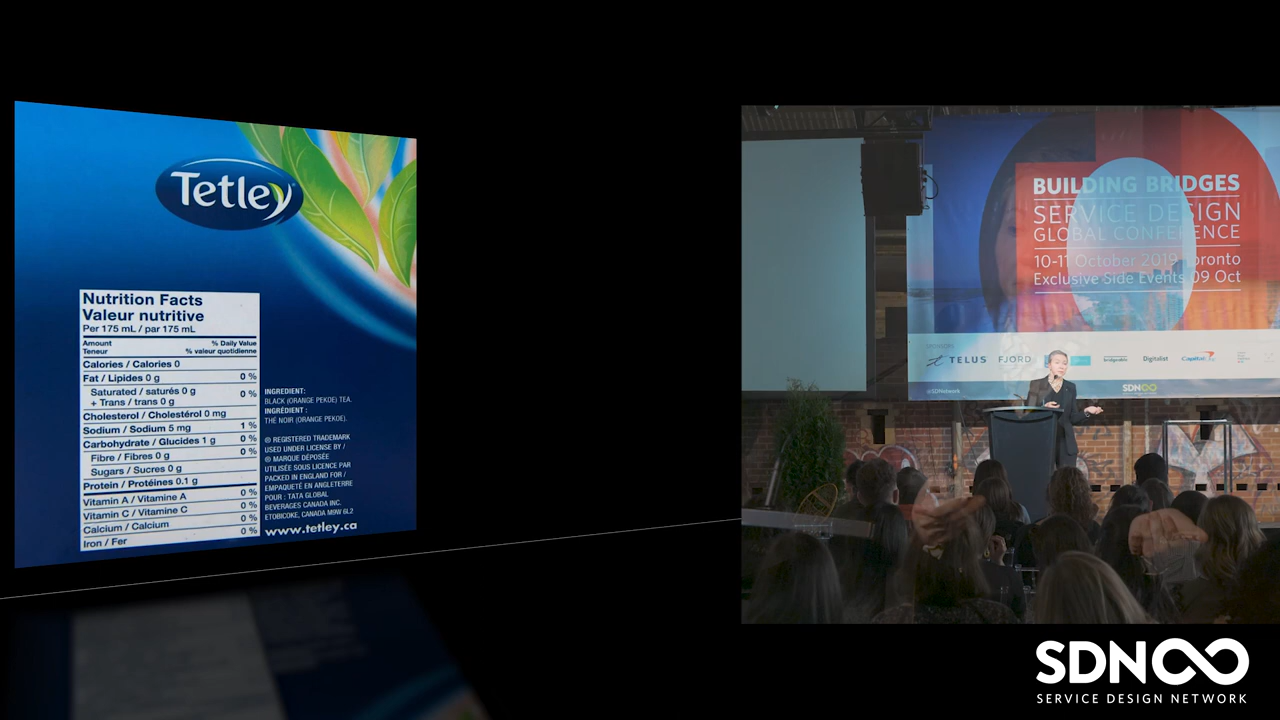 Tetley
Nutrition Facts
Valeur nutritive
Per 175 mL / par 175 mL
Amount % Daily Value
Teneur % valeur quotidienne
Calories / Calories 0
Fat / Lipides 0 g 0 %
Saturated / saturés 0 g
+ Trans / trans 0 g 0 %
Cholesterol / Cholestérol 0 mg
Sodium / Sodium 5 mg 1 %
Carbohydrate / Glucides 1 g 0 %
Fibre / Fibres 0 g 0 %
Sugars / Sucres 0 g
Protein / Protéines 0.1 g
Vitamin A / Vitamine A 0 %
Vitamin C / Vitamine C 0 %
Calcium / Calcium 0 %
Iron / Fer 0 %
INGREDIENT:
BLACK (ORANGE PEKOE) TEA.
INGRÉDIENT :
THÉ NOIR (ORANGE PEKOE).
® REGISTERED TRADEMARK
USED UNDER LICENSE BY /
® MARQUE DÉPOSÉE
UTILISÉE SOUS LICENCE PAR
PACKED IN ENGLAND FOR /
EMPAQUETÉ EN ANGLETERRE
POUR : TATA GLOBAL
BEVERAGES CANADA INC.
ETOBICOKE, CANADA M9W 6L2
www.tetley.ca
BUILDING BRIDGES
SERVICE DESIGN
GLOBAL CONFERENCE
10-11 October 2019 Toronto
Exclusive Side Events 09 Oct
TELUS FJORD bridgeable Digitalist Capital One
@SDNetwork SDN
SDN
SERVICE DESIGN NETWORK